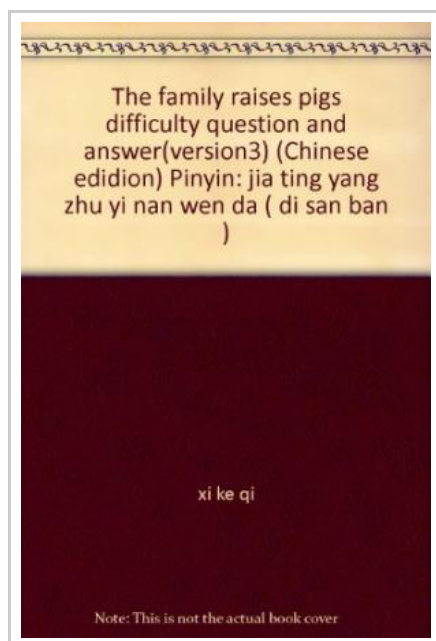 The family raises pigs
difficulty question and
answer(version3) (Chinese
edidion) Pinyin: jia ting yang
zhu yi nan wen da ( di san ban
)
xi ke qi
Note: This is not the actual book cover